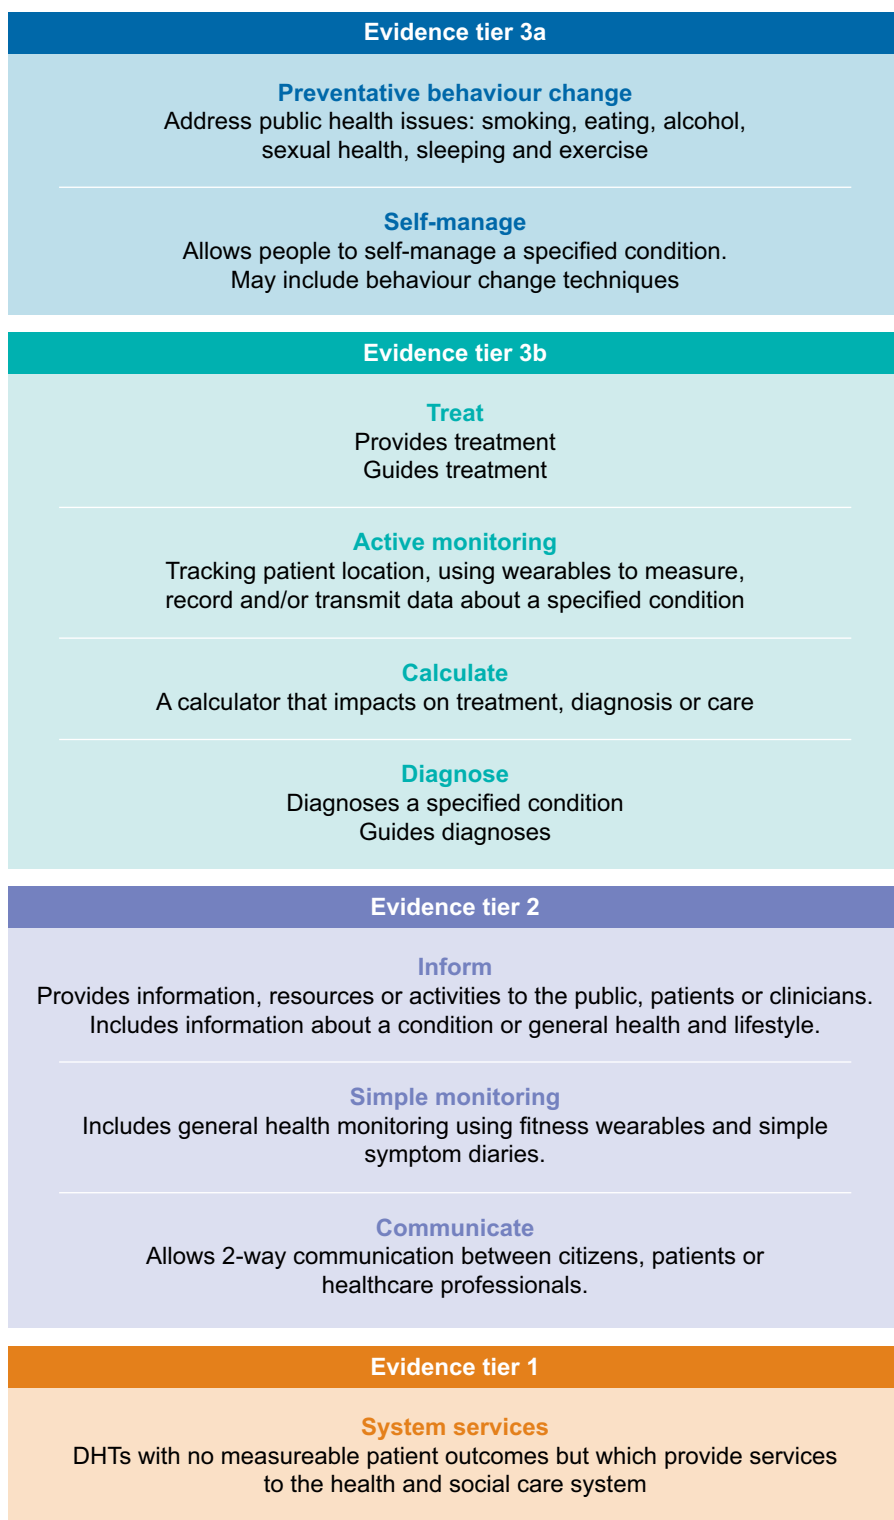 Evidence tier 3a
Preventative behaviour change
Address public health issues: smoking, eating, alcohol,
sexual health, sleeping and exercise
Self-manage
Allows people to self-manage a specified condition.
May include behaviour change techniques
Evidence tier 3b
Treat
Provides treatment
Guides treatment
Active monitoring
Tracking patient location, using wearables to measure,
record and/or transmit data about a specified condition
Calculate
A calculator that impacts on treatment, diagnosis or care
Diagnose
Diagnoses a specified condition
Guides diagnoses
Evidence tier 2
Inform
Provides information, resources or activities to the public, patients or clinicians.
Includes information about a condition or general health and lifestyle.
Simple monitoring
Includes general health monitoring using fitness wearables and simple
symptom diaries.
Communicate
Allows 2-way communication between citizens, patients or
healthcare professionals.
Evidence tier 1
System services
DHTs with no measureable patient outcomes but which provide services
to the health and social care system